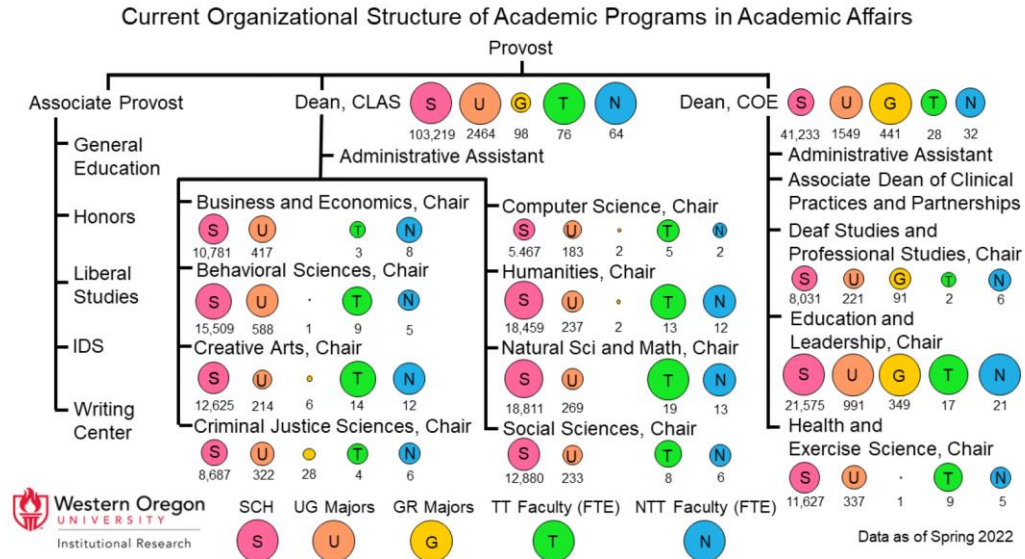 Current Organizational Structure of Academic Programs in Academic Affairs
Provost
Associate Provost
General
Education
Honors
Liberal
Studies
IDS
Writing
Center
Dean, CLAS S U G T N
103,219 2464 98 76 64
Administrative Assistant
Business and Economics, Chair
S U T N
10,781 417 3 8
Behavioral Sciences, Chair
S U T N
15,509 588 1 9 5
Creative Arts, Chair
S U T N
12,625 214 6 14 12
Criminal Justice Sciences, Chair
S U T N
8,687 322 28 4 6
Computer Science, Chair
S U T N
5.467 183 2 5 2
Humanities, Chair
S U T N
18,459 237 2 13 12
Natural Sci and Math, Chair
S U T N
18,811 269 19 13
Social Sciences, Chair
S U T N
12,880 233 8 6
Dean, COE S U G T N
41,233 1549 441 28 32
Administrative Assistant
Associate Dean of Clinical
Practices and Partnerships
Deaf Studies and
Professional Studies, Chair
S U G T N
8,031 221 91 2 6
Education and
Leadership, Chair
S U G T N
21,575 991 349 17 21
Health and
Exercise Science, Chair
S U T N
11,627 337 1 9 5
Western Oregon
UNIVERSITY
Institutional Research
SCH UG Majors GR Majors TT Faculty (FTE) NTT Faculty (FTE)
S U G T N
Data as of Spring 2022